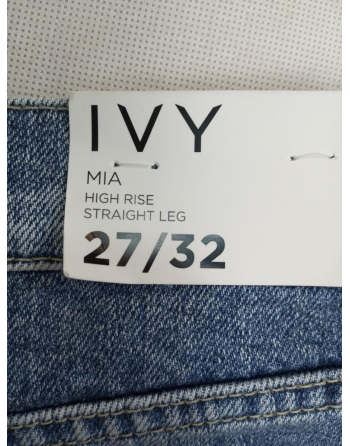 IVY
MIA
HIGH RISE
STRAIGHT LEG
27/32